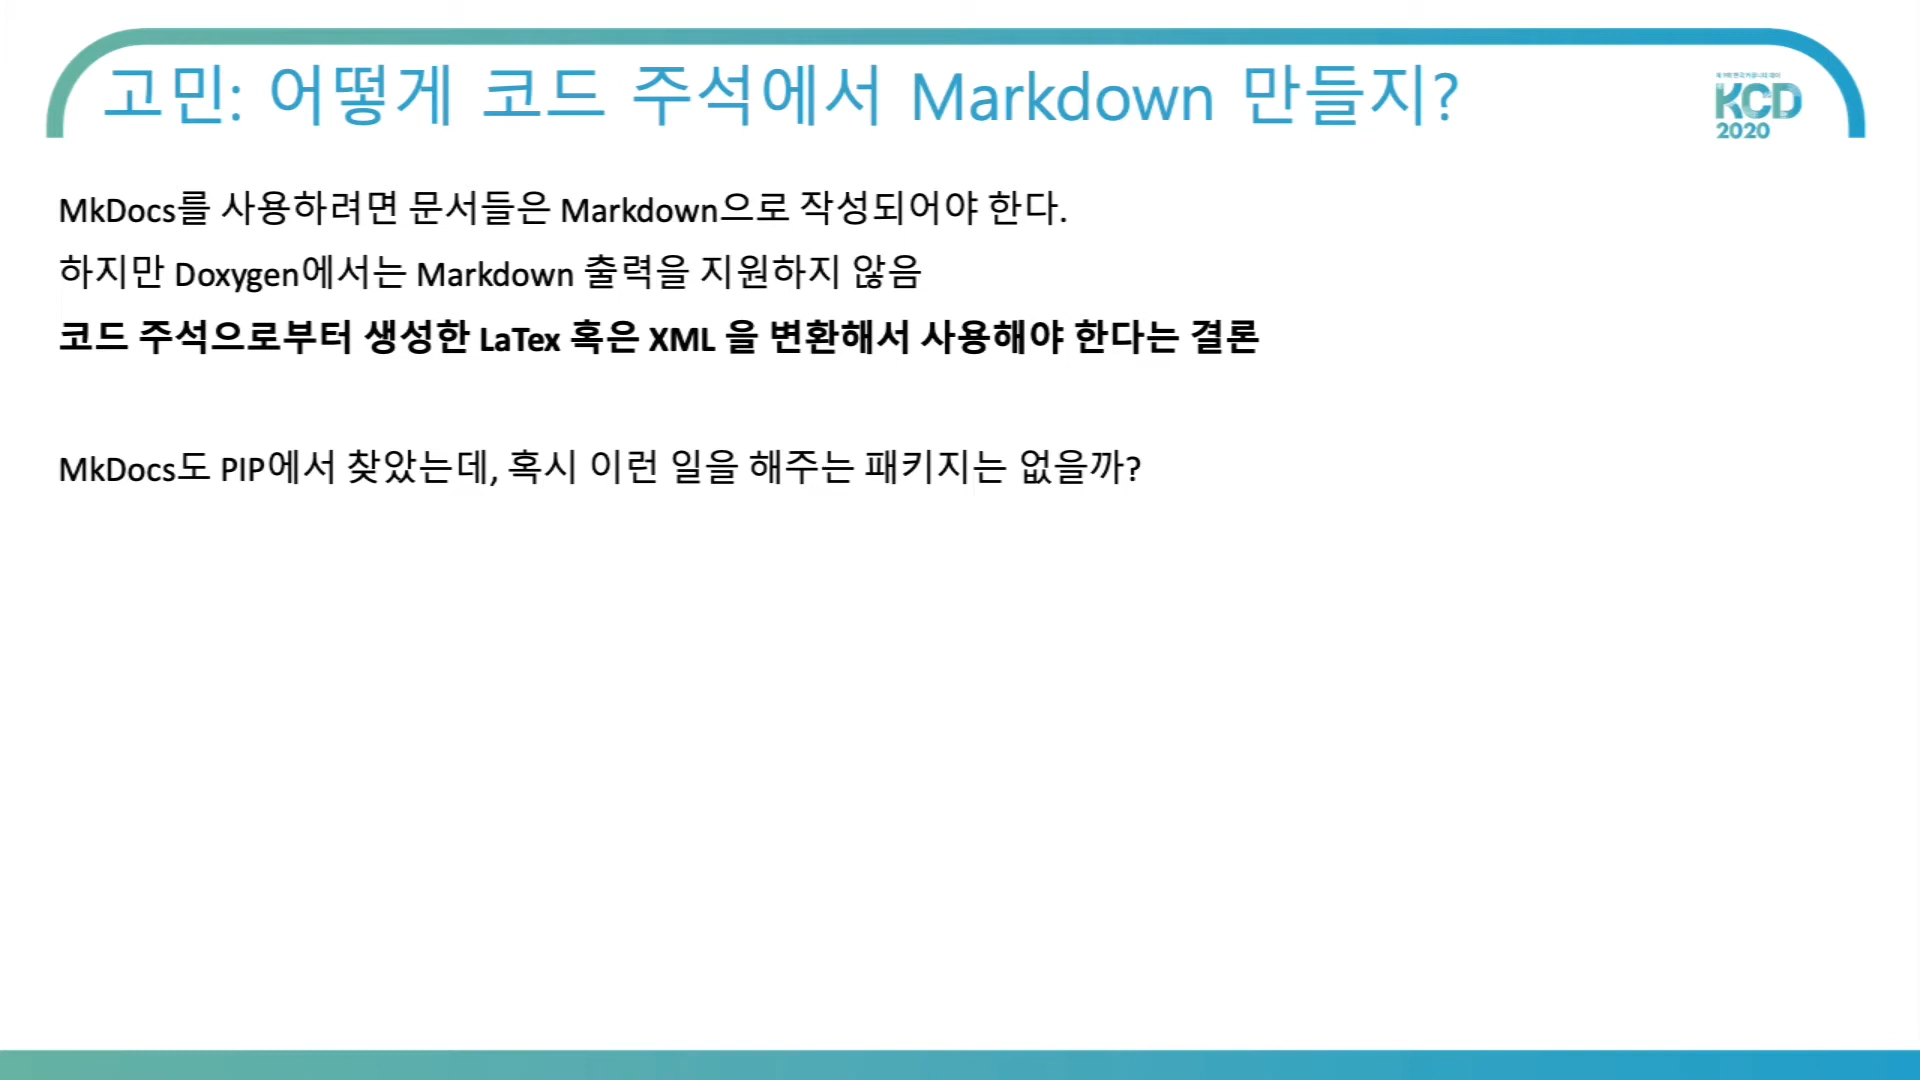 고민: 어떻게 코드 주석에서 Markdown 만들지?
KCD
2020
MkDocs를 사용하려면 문서들은 Markdown으로 작성되어야 한다.
하지만 Doxygen에서는 Markdown 출력을 지원하지 않음
코드 주석으로부터 생성한 LaTex 혹은 XML 을 변환해서 사용해야 한다는 결론
MkDocs도 PIP에서 찾았는데, 혹시 이런 일을 해주는 패키지는 없을까?